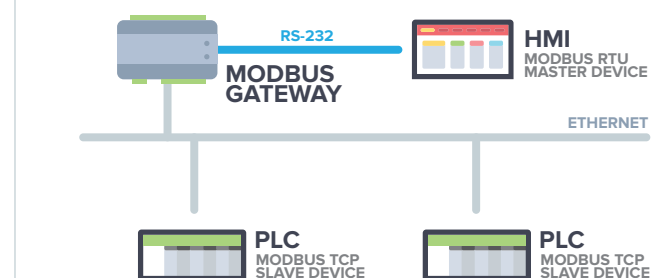 RS-232
HMI
MODBUS RTU
MASTER DEVICE
MODBUS
GATEWAY
ETHERNET
PLC
MODBUS TCP
SLAVE DEVICE
PLC
MODBUS TCP
SLAVE DEVICE